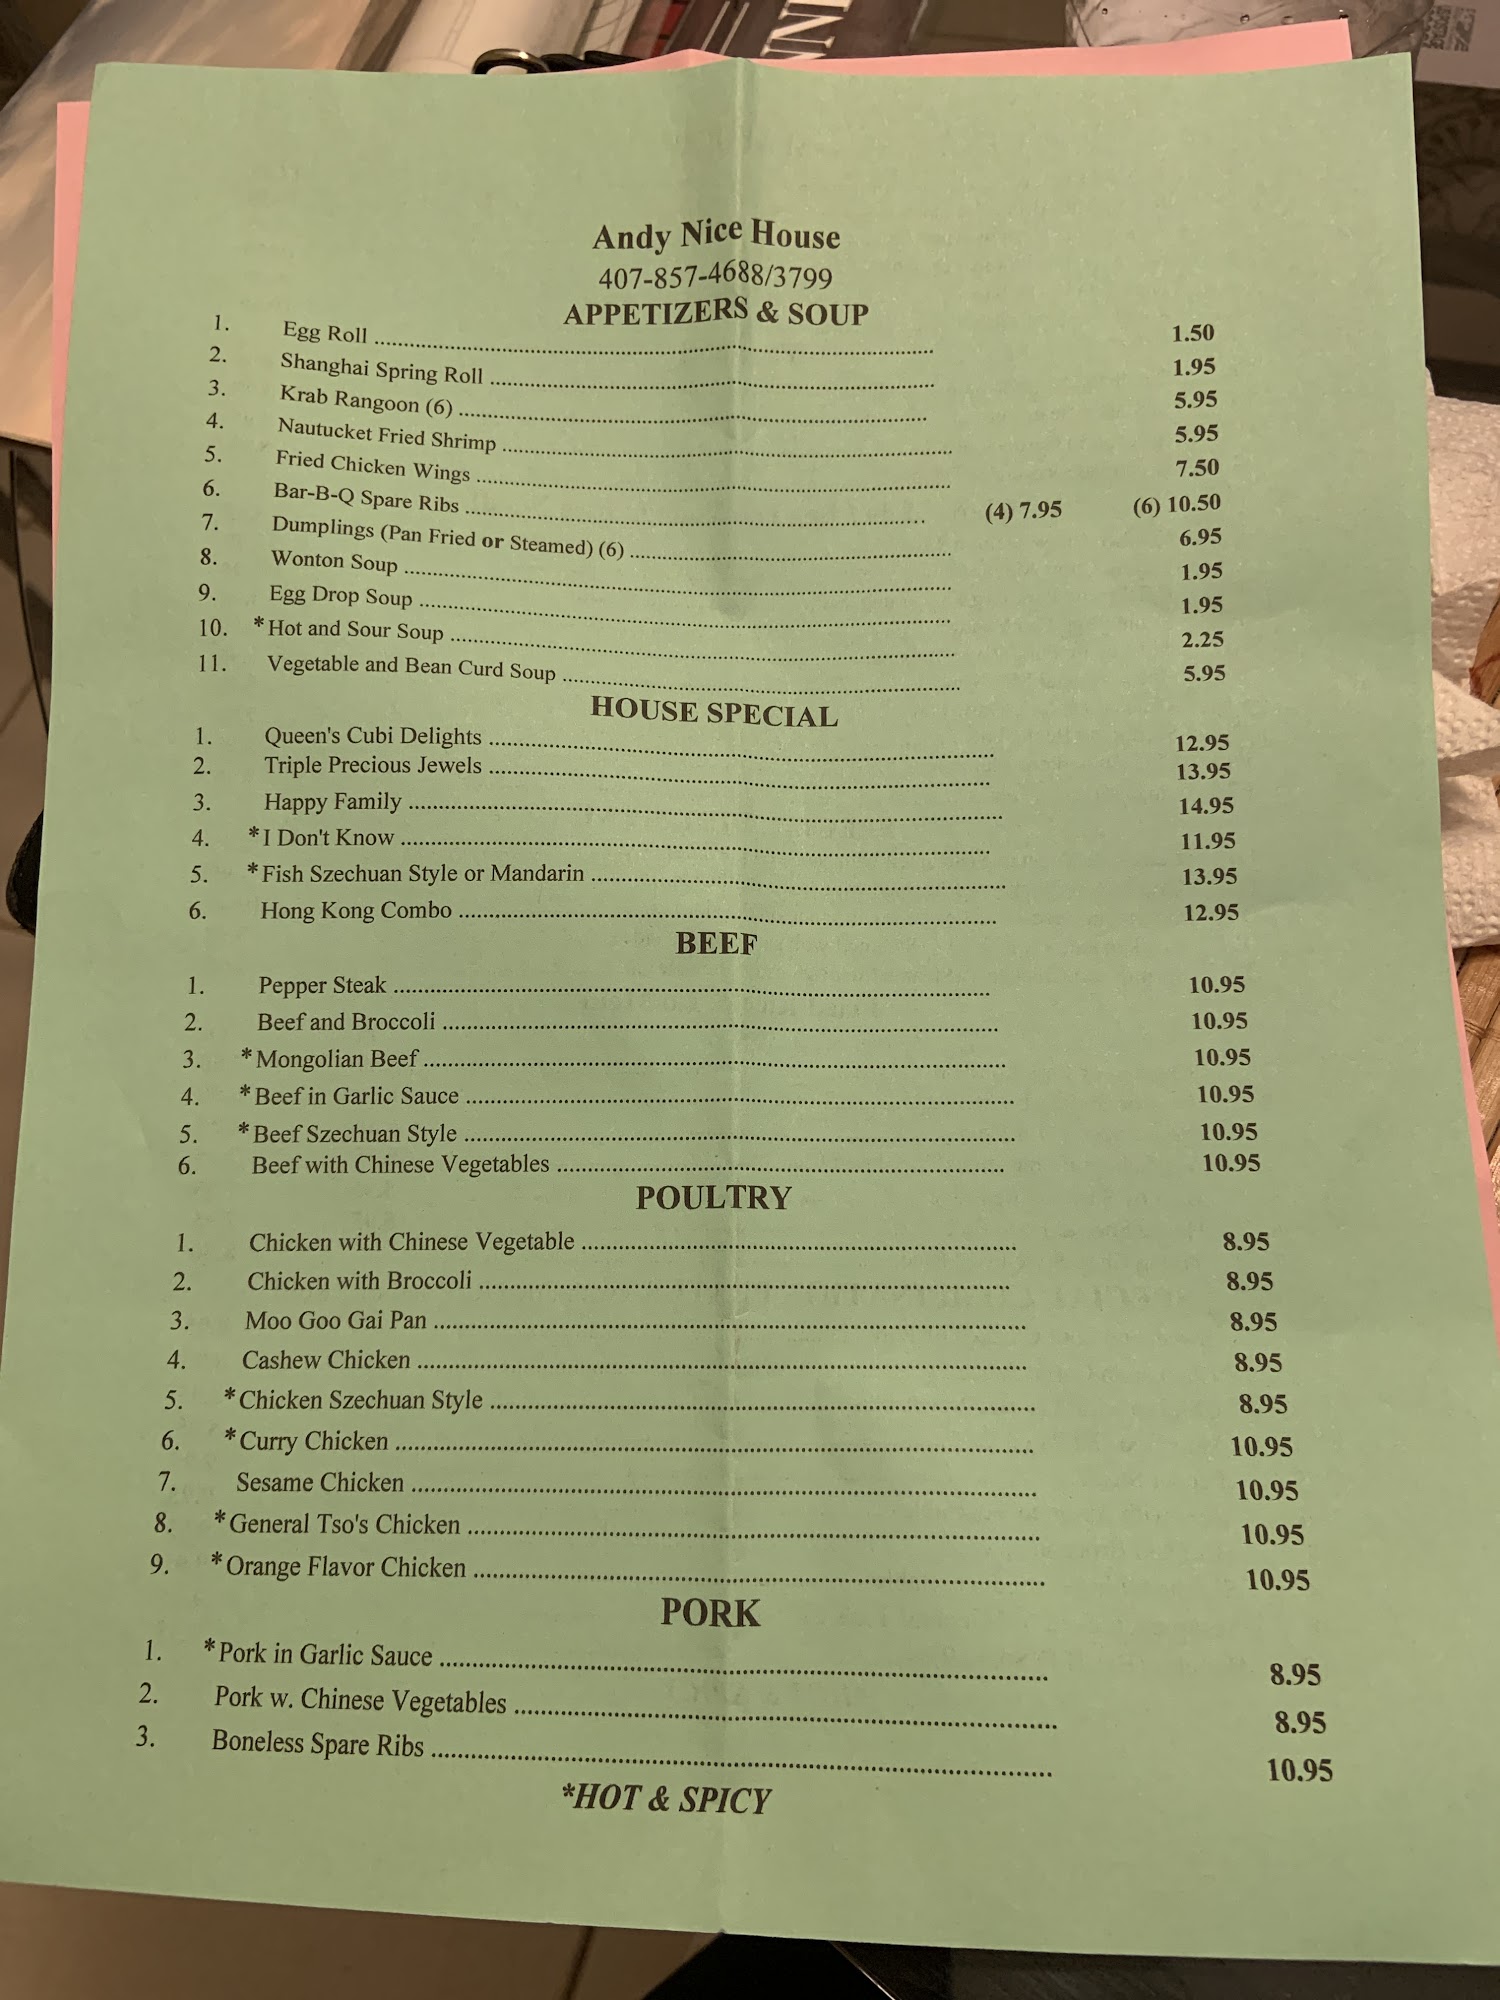 Andy Nice House
407-857-4688/3799
APPETIZERS & SOUP
1. Egg Roll 1.50
2. Shanghai Spring Roll 1.95
3. Krab Rangoon (6) 5.95
4. Nautucket Fried Shrimp 5.95
5. Fried Chicken Wings 7.50
6. Bar-B-Q Spare Ribs (4) 7.95 (6) 10.50
7. Dumplings (Pan Fried or Steamed) (6) 6.95
8. Wonton Soup 1.95
9. Egg Drop Soup 1.95
10. *Hot and Sour Soup 2.25
11. Vegetable and Bean Curd Soup 5.95
HOUSE SPECIAL
1. Queen's Cubi Delights 12.95
2. Triple Precious Jewels 13.95
3. Happy Family 14.95
4. *I Don't Know 11.95
5. *Fish Szechuan Style or Mandarin 13.95
6. Hong Kong Combo 12.95
BEEF
1. Pepper Steak 10.95
2. Beef and Broccoli 10.95
3. *Mongolian Beef 10.95
4. *Beef in Garlic Sauce 10.95
5. *Beef Szechuan Style 10.95
6. Beef with Chinese Vegetables 10.95
POULTRY
1. Chicken with Chinese Vegetable 8.95
2. Chicken with Broccoli 8.95
3. Moo Goo Gai Pan 8.95
4. Cashew Chicken 8.95
5. *Chicken Szechuan Style 8.95
6. *Curry Chicken 10.95
7. Sesame Chicken 10.95
8. *General Tso's Chicken 10.95
9. *Orange Flavor Chicken 10.95
PORK
1. *Pork in Garlic Sauce 8.95
2. Pork w. Chinese Vegetables 8.95
3. Boneless Spare Ribs 10.95
*HOT & SPICY